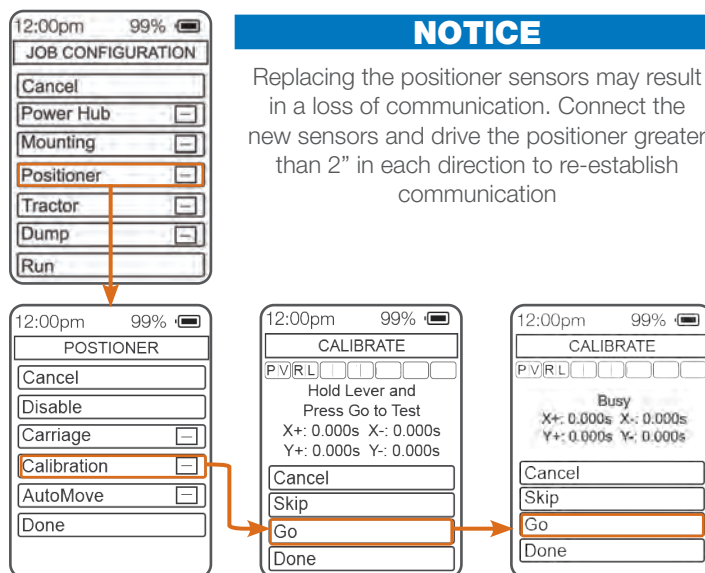 12:00pm 99%
JOB CONFIGURATION
Cancel
Power Hub
Mounting
Positioner
Tractor
Dump
Run
NOTICE
Replacing the positioner sensors may result
in a loss of communication. Connect the
new sensors and drive the positioner greater
than 2” in each direction to re-establish
communication
12:00pm 99%
POSTIONER
Cancel
Disable
Carriage
Calibration
AutoMove
Done
12:00pm 99%
CALIBRATE
P V R L
Hold Lever and
Press Go to Test
X+: 0.000s X-: 0.000s
Y+: 0.000s Y-: 0.000s
Cancel
Skip
Go
Done
12:00pm 99%
CALIBRATE
P V R L
Busy
X+: 0.000s X-: 0.000s
Y+: 0.000s Y-: 0.000s
Cancel
Skip
Go
Done